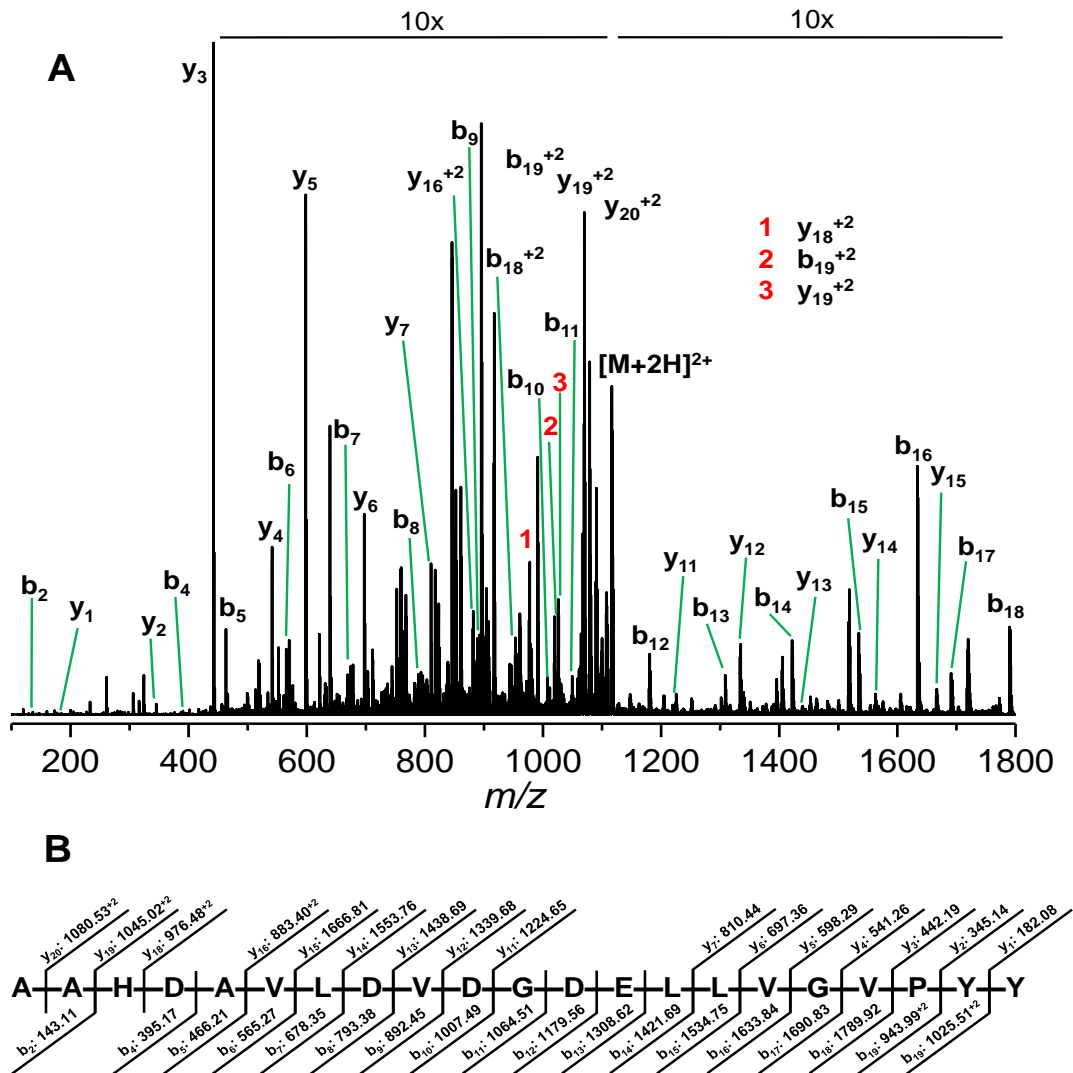 10x 10x
A
y3
b9
b19+2
y5
y16+2
y19+2
y20+2
1 y18+2
2 b19+2
3 y19+2
b18+2
y7
b11
[M+2H]2+
b10 3
2
b7
b6
y6
b8
y4
1
b16
y15
b15
y14
b17
y12
y11
b2
y1
b4
y2
b5
b12
b13
b14
y13
b18
200 400 600 800 1000 1200 1400 1600 1800
m/z
B
y20: 1080.53+2
y19: 1045.02+2
y18: 976.48+2
y16: 883.40+2
y15: 1666.81
y14: 1553.76
y13: 1438.69
y12: 1339.68
y11: 1224.65
y7: 810.44
y6: 697.36
y5: 598.29
y4: 541.26
y3: 442.19
y2: 345.14
y1: 182.08
A A H D A V L D V D G D E L L V G V P Y Y
b2: 143.11
b4: 395.17
b5: 466.21
b6: 565.27
b7: 678.35
b8: 793.38
b9: 892.45
b10: 1007.49
b11: 1064.51
b12: 1179.56
b13: 1308.62
b14: 1421.69
b15: 1534.75
b16: 1633.84
b17: 1690.83
b18: 1789.92
b19: 943.99+2
b19: 1025.51+2